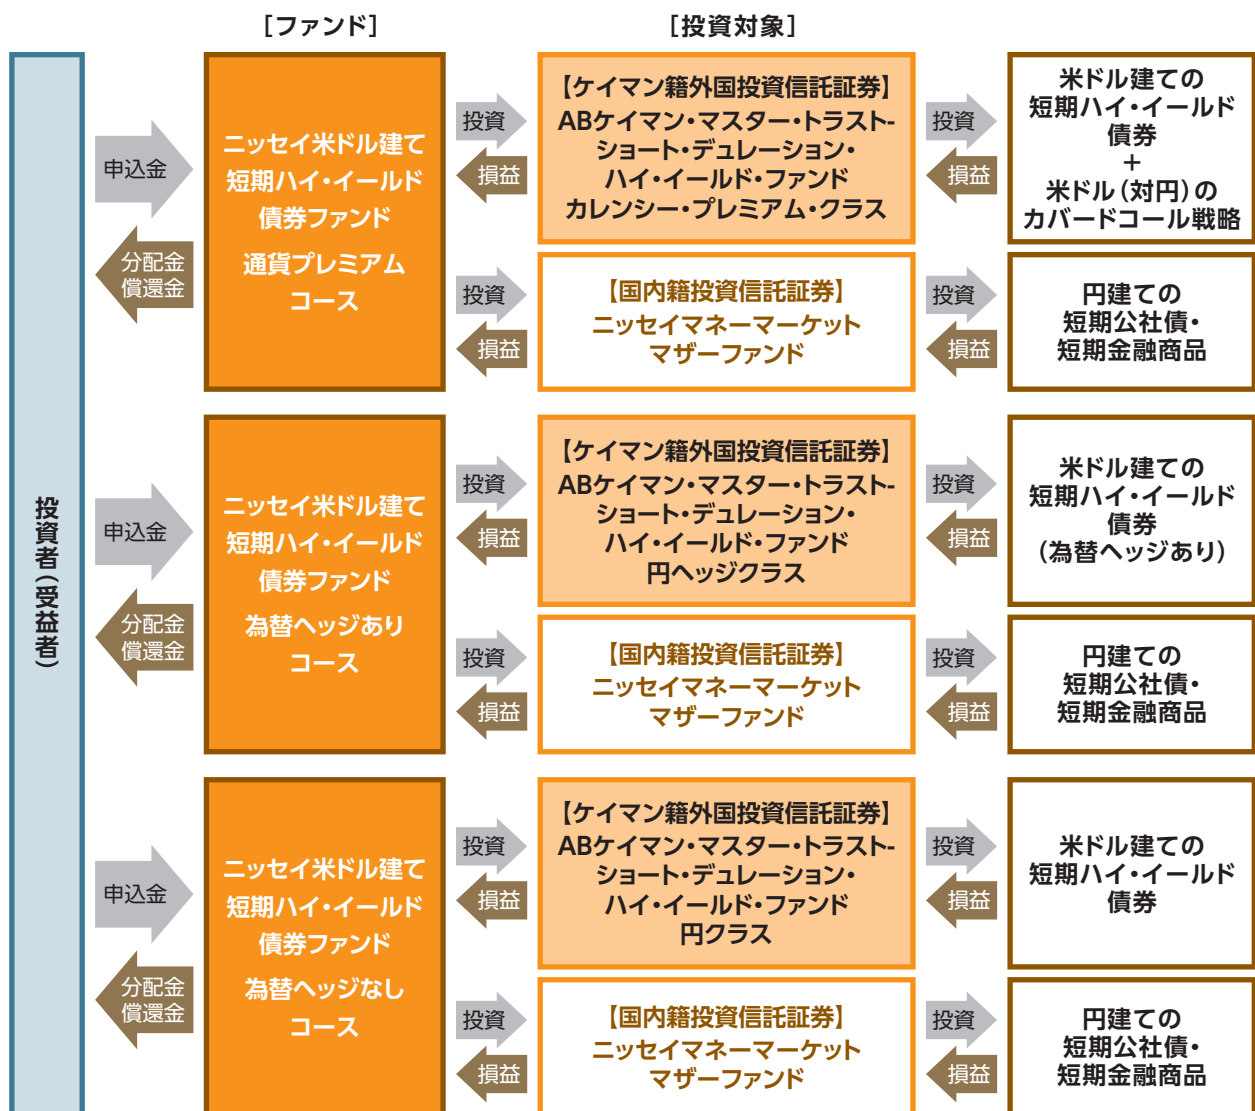 ［ファンド］
［投資対象］
投資者（受益者）
申込金
分配金
償還金
ニッセイ米ドル建て
短期ハイ・イールド
債券ファンド
通貨プレミアム
コース
投資
損益
【ケイマン籍外国投資信託証券】
ABケイマン・マスター・トラスト-
ショート・デュレーション・
ハイ・イールド・ファンド
カレンシー・プレミアム・クラス
投資
損益
米ドル建ての
短期ハイ・イールド
債券
＋
米ドル（対円）の
カバードコール戦略
投資
損益
【国内籍投資信託証券】
ニッセイマネーマーケット
マザーファンド
投資
損益
円建ての
短期公社債・
短期金融商品
申込金
分配金
償還金
ニッセイ米ドル建て
短期ハイ・イールド
債券ファンド
為替ヘッジあり
コース
投資
損益
【ケイマン籍外国投資信託証券】
ABケイマン・マスター・トラスト-
ショート・デュレーション・
ハイ・イールド・ファンド
円ヘッジクラス
投資
損益
米ドル建ての
短期ハイ・イールド
債券
（為替ヘッジあり）
投資
損益
【国内籍投資信託証券】
ニッセイマネーマーケット
マザーファンド
投資
損益
円建ての
短期公社債・
短期金融商品
申込金
分配金
償還金
ニッセイ米ドル建て
短期ハイ・イールド
債券ファンド
為替ヘッジなし
コース
投資
損益
【ケイマン籍外国投資信託証券】
ABケイマン・マスター・トラスト-
ショート・デュレーション・
ハイ・イールド・ファンド
円クラス
投資
損益
米ドル建ての
短期ハイ・イールド
債券
投資
損益
【国内籍投資信託証券】
ニッセイマネーマーケット
マザーファンド
投資
損益
円建ての
短期公社債・
短期金融商品